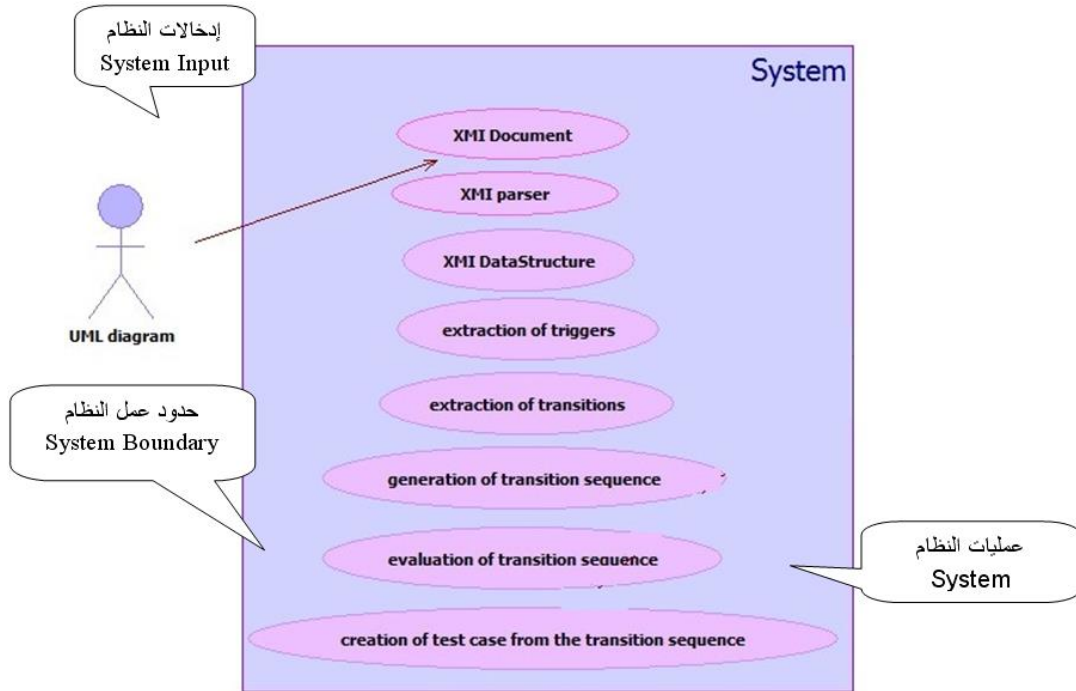 إدخالات النظام
System Input
System
XMI Document
XMI parser
XMI DataStructure
UML diagram
extraction of triggers
extraction of transitions
حدود عمل النظام
System Boundary
generation of transition sequence
evaluation of transition sequence
عمليات النظام
System
creation of test case from the transition sequence